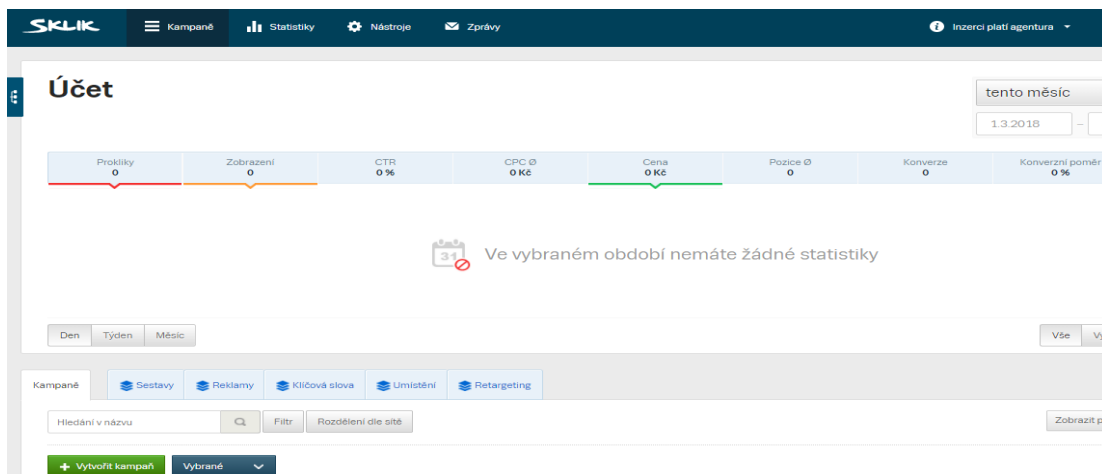 SKLIK Kampaně Statistiky Nástroje Zprávy Inzerci platí agentura
Účet
tento měsíc
1.3.2018 –
Prokliky Zobrazení CTR CPC Ø Cena Pozice Ø Konverze Konverzní poměr
0 0 0 % 0 Kč 0 Kč 0 0 0 %
31 Ve vybraném období nemáte žádné statistiky
Den Týden Měsíc Vše
Kampaně Sestavy Reklamy Klíčová slova Umístění Retargeting
Hledání v názvu Filtr Rozdělení dle sítě Zobrazit p
+ Vytvořit kampaň Vybrané